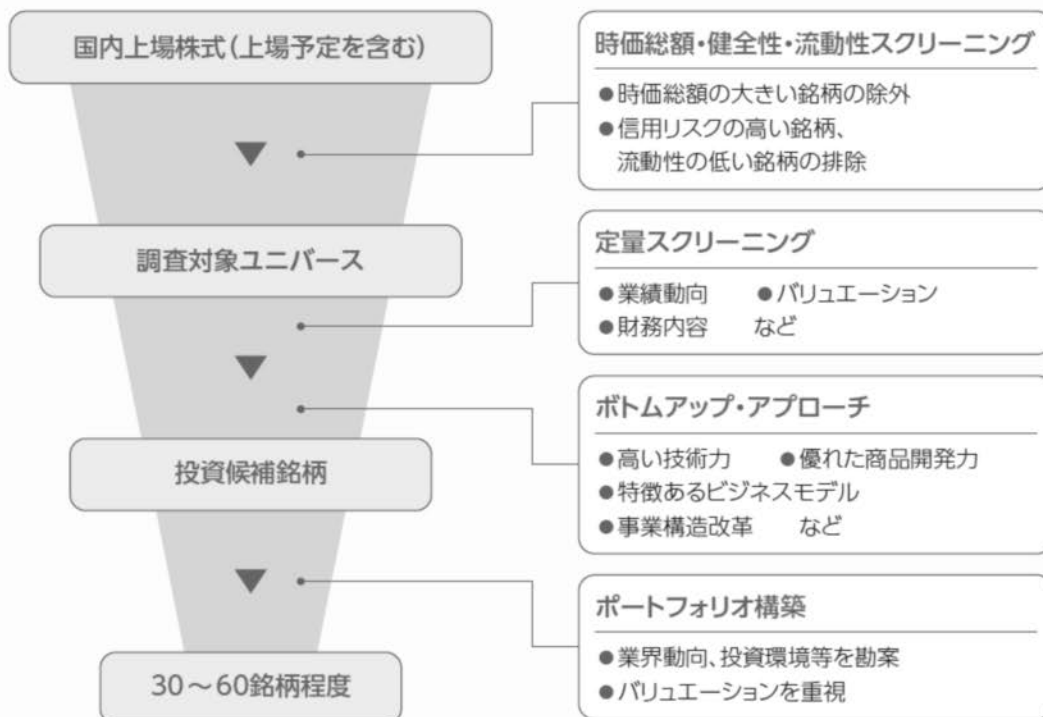 国内上場株式(上場予定を含む)
時価総額・健全性・流動性スクリーニング
●時価総額の大きい銘柄の除外
●信用リスクの高い銘柄、
流動性の低い銘柄の排除
調査対象ユニバース
定量スクリーニング
●業績動向 ●バリュエーション
●財務内容 など
ボトムアップ・アプローチ
●高い技術力 ●優れた商品開発力
●特徴あるビジネスモデル
●事業構造改革 など
投資候補銘柄
ポートフォリオ構築
●業界動向、投資環境等を勘案
●バリュエーションを重視
30～60銘柄程度